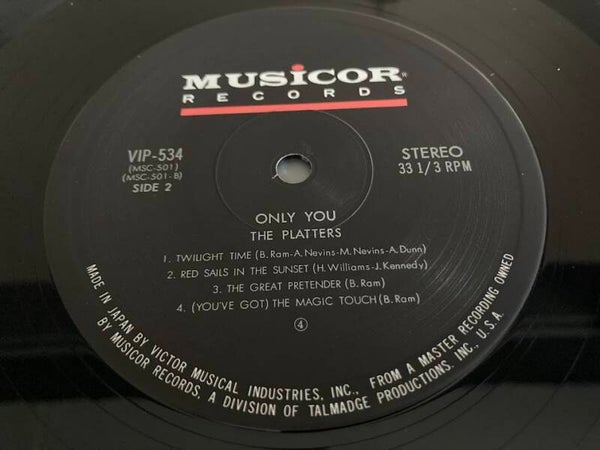 MUSICOR®
RECORDS
VIP-534
(MSC-501)
(MSC-501-B)
SIDE 2
STEREO
33 1/3 RPM
ONLY YOU
THE PLATTERS
1. TWILIGHT TIME (B. Ram-A. Nevins-M. Nevins-A. Dunn)
2. RED SAILS IN THE SUNSET (H. Williams-J. Kennedy)
3. THE GREAT PRETENDER (B. Ram)
4. (YOU'VE GOT) THE MAGIC TOUCH (B. Ram)
④
MADE IN JAPAN BY VICTOR MUSICAL INDUSTRIES, INC., FROM A MASTER RECORDING OWNED
BY MUSICOR RECORDS, A DIVISION OF TALMADGE PRODUCTIONS, INC., U.S.A.